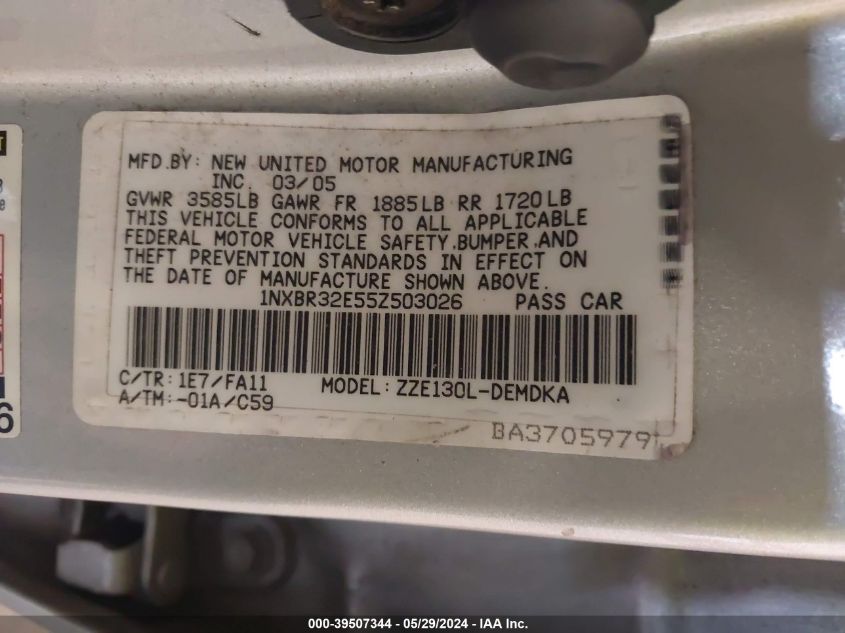 MFD.BY: NEW UNITED MOTOR MANUFACTURING
INC. 03/05
GVWR 3585LB GAWR FR 1885LB RR 1720LB
THIS VEHICLE CONFORMS TO ALL APPLICABLE
FEDERAL MOTOR VEHICLE SAFETY,BUMPER,AND
THEFT PREVENTION STANDARDS IN EFFECT ON
THE DATE OF MANUFACTURE SHOWN ABOVE.
1NXBR32E55Z503026 PASS CAR
C/TR:1E7/FA11 MODEL:ZZE130L-DEMDKA
A/TM:-01A/C59
BA3705979
6
000-39507344 - 05/29/2024 - IAA Inc.